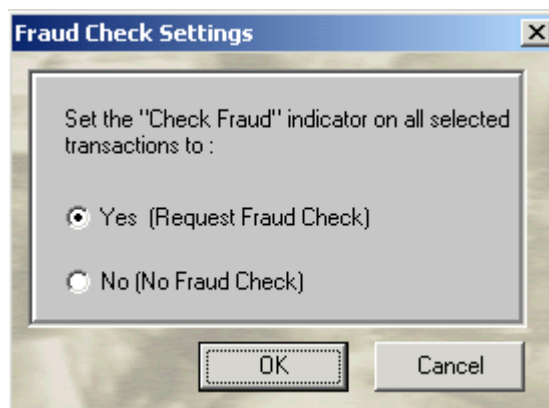 Fraud Check Settings
Set the "Check Fraud" indicator on all selected
transactions to :
Yes (Request Fraud Check)
No (No Fraud Check)
OK Cancel